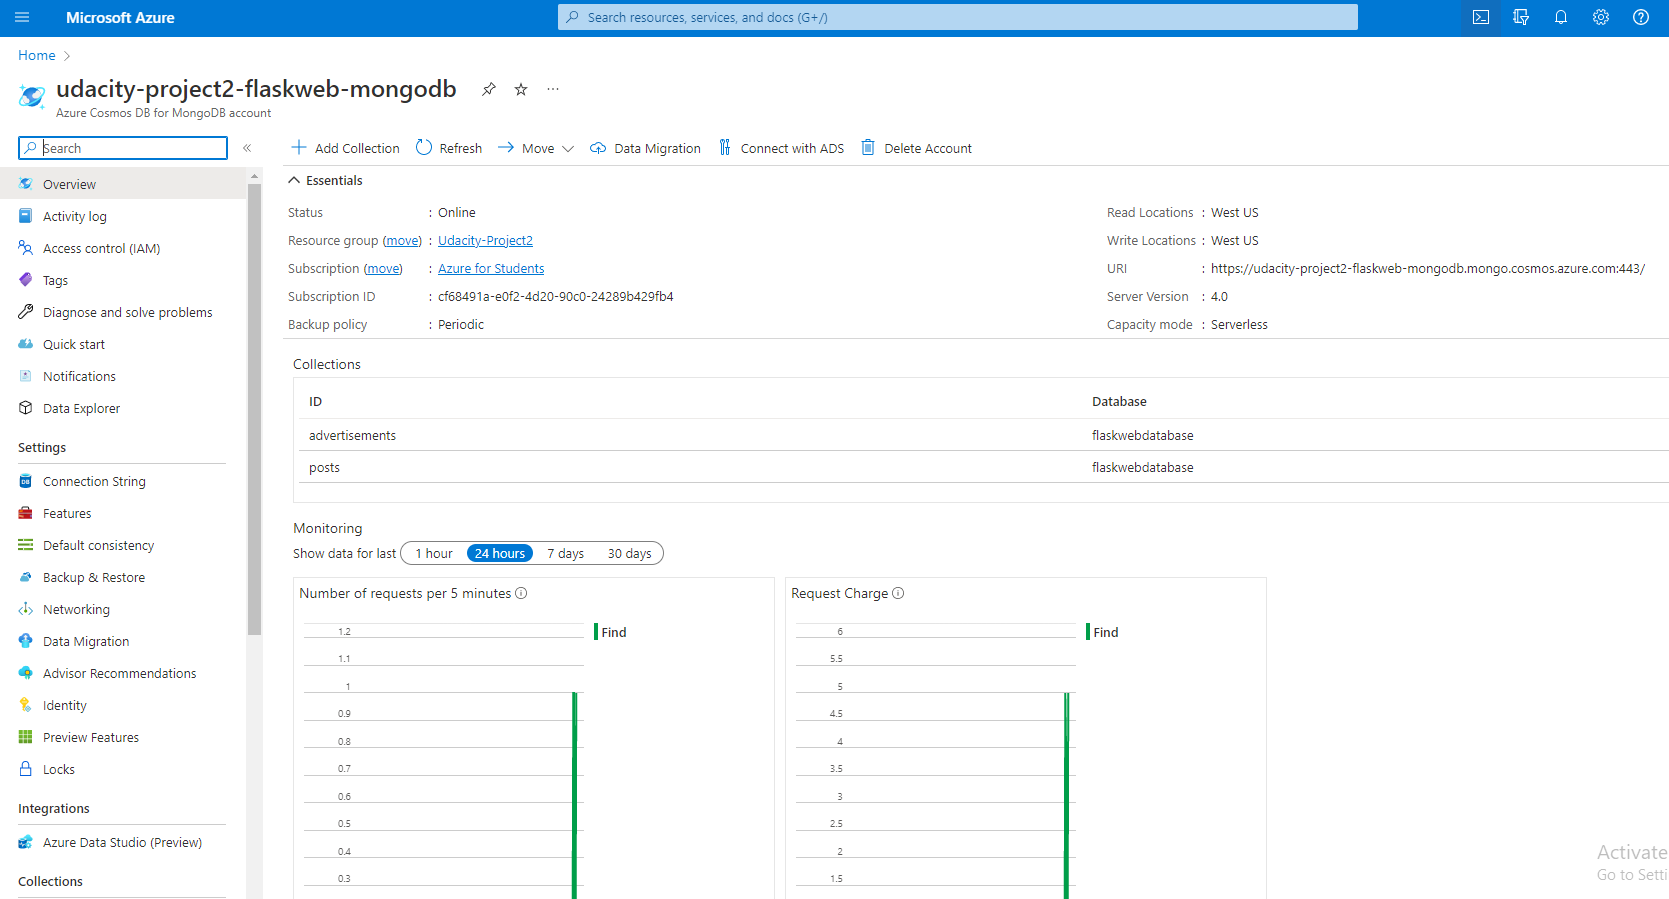 Microsoft Azure
Search resources, services, and docs (G+/)
Home
udacity-project2-flaskweb-mongodb
Azure Cosmos DB for MongoDB account
Search
Add Collection
Refresh
Move
Data Migration
Connect with ADS
Delete Account
Overview
Activity log
Access control (IAM)
Tags
Diagnose and solve problems
Quick start
Notifications
Data Explorer
Settings
Connection String
Features
Default consistency
Backup & Restore
Networking
Data Migration
Advisor Recommendations
Identity
Preview Features
Locks
Integrations
Azure Data Studio (Preview)
Collections
Essentials
Status : Online
Resource group (move) : Udacity-Project2
Subscription (move) : Azure for Students
Subscription ID : cf68491a-e0f2-4d20-90c0-24289b429fb4
Backup policy : Periodic
Read Locations : West US
Write Locations : West US
URI : https://udacity-project2-flaskweb-mongodb.mongo.cosmos.azure.com:443/
Server Version : 4.0
Capacity mode : Serverless
Collections
ID Database
advertisements flaskwebdatabase
posts flaskwebdatabase
Monitoring
Show data for last 1 hour 24 hours 7 days 30 days
Number of requests per 5 minutes
1.2
1.1
1
0.9
0.8
0.7
0.6
0.5
0.4
0.3
Find
Request Charge
6
5.5
5
4.5
4
3.5
3
2.5
2
1.5
Find
Activate
Go to Setti